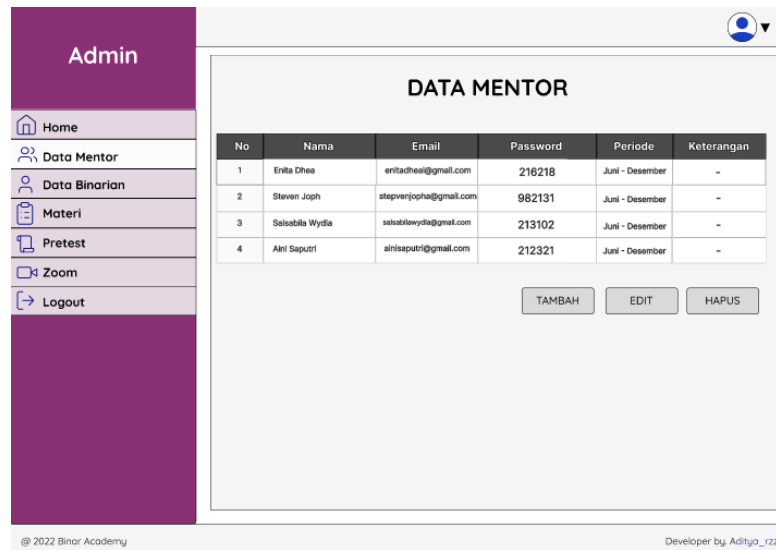 Admin
Home
Data Mentor
Data Binarian
Materi
Pretest
Zoom
Logout
DATA MENTOR
No Nama Email Password Periode Keterangan
1 Enita Dhea enitadheai@gmail.com 216218 Juni - Desember -
2 Steven Joph stepvenjopha@gmail.com 982131 Juni - Desember -
3 Salsabila Wydia salsabilawydia@gmail.com 213102 Juni - Desember -
4 Aini Saputri ainisaputri@gmail.com 212321 Juni - Desember -
TAMBAH EDIT HAPUS
@ 2022 Binar Academy Developer by. Aditya_rzz